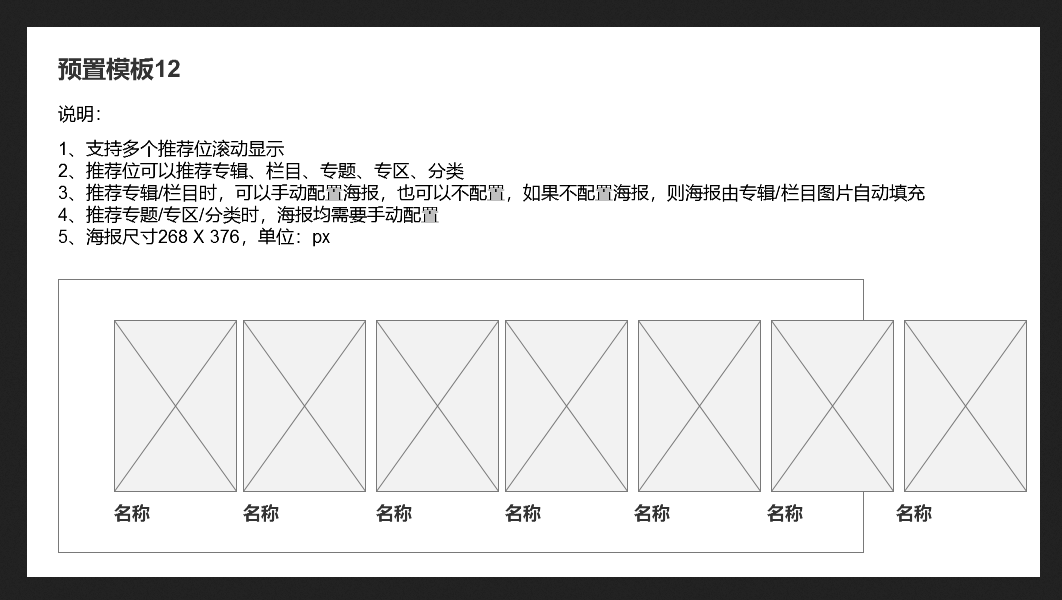 预置模板12
说明：
1、支持多个推荐位滚动显示
2、推荐位可以推荐专辑、栏目、专题、专区、分类
3、推荐专辑/栏目时，可以手动配置海报，也可以不配置，如果不配置海报，则海报由专辑/栏目图片自动填充
4、推荐专题/专区/分类时，海报均需要手动配置
5、海报尺寸268 X 376，单位：px
名称 名称 名称 名称 名称 名称 名称